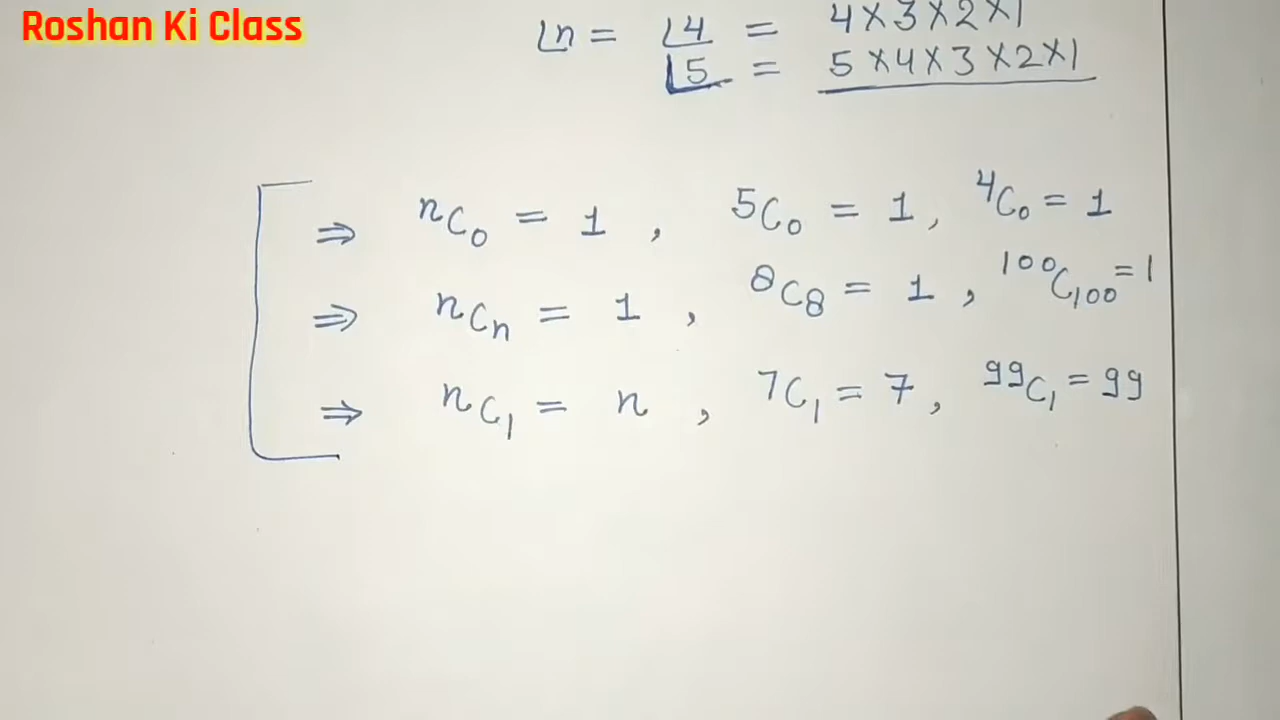 Roshan Ki Class
⌊n = ⌊4 = 4×3×2×1
⌊5 = 5×4×3×2×1
⇒ ⁿC₀ = 1 , ⁵C₀ = 1, ⁴C₀ = 1
⇒ ⁿCₙ = 1 , ⁸C₈ = 1 , ¹⁰⁰C₁₀₀ = 1
⇒ ⁿC₁ = n , ⁷C₁ = 7 , ⁹⁹C₁ = 99